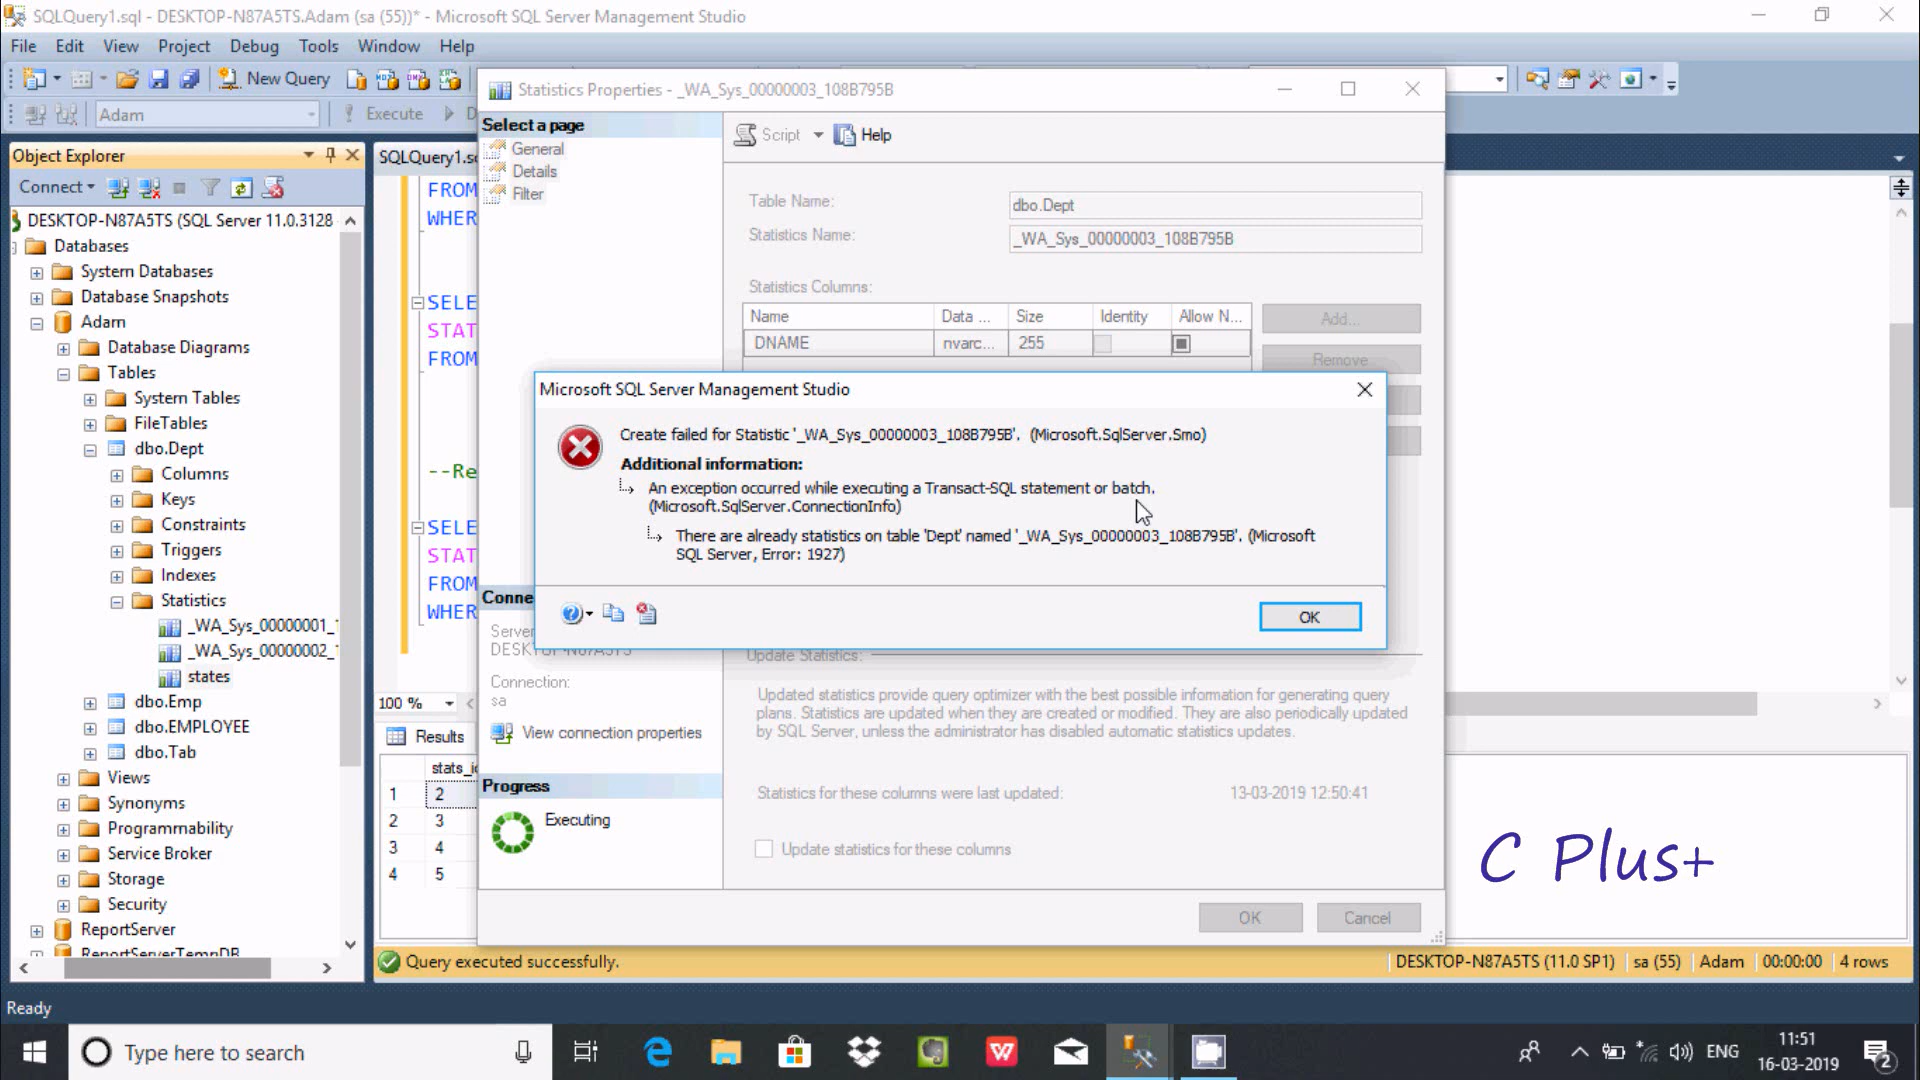 SQLQuery1.sql - DESKTOP-N87A5TS.Adam (sa (55))* - Microsoft SQL Server Management Studio
File Edit View Project Debug Tools Window Help
New Query
Adam
Execute
Object Explorer
Connect
DESKTOP-N87A5TS (SQL Server 11.0.3128
Databases
System Databases
Database Snapshots
Adam
Database Diagrams
Tables
System Tables
FileTables
dbo.Dept
Columns
Keys
Constraints
Triggers
Indexes
Statistics
_WA_Sys_00000001_1
_WA_Sys_00000002_1
states
dbo.Emp
dbo.EMPLOYEE
dbo.Tab
Views
Synonyms
Programmability
Service Broker
Storage
Security
ReportServer
ReportServerTempDB
SQLQuery1.s
FROM
WHER
SELE
STAT
FROM
--Re
SELE
STAT
FROM
WHER
100 %
Results
stats_i
1 2
2 3
3 4
4 5
Statistics Properties - _WA_Sys_00000003_108B795B
Select a page
General
Details
Filter
Script Help
Table Name: dbo.Dept
Statistics Name: _WA_Sys_00000003_108B795B
Statistics Columns:
Name Data ... Size Identity Allow N...
DNAME nvarc... 255
Add...
Remove
Microsoft SQL Server Management Studio
Create failed for Statistic '_WA_Sys_00000003_108B795B'. (Microsoft.SqlServer.Smo)
Additional information:
An exception occurred while executing a Transact-SQL statement or batch.
(Microsoft.SqlServer.ConnectionInfo)
There are already statistics on table 'Dept' named '_WA_Sys_00000003_108B795B'. (Microsoft
SQL Server, Error: 1927)
OK
Conne
Server
DESKTOP-N87A5TS
Connection:
sa
View connection properties
Progress
Executing
Update Statistics:
Updated statistics provide query optimizer with the best possible information for generating query
plans. Statistics are updated when they are created or modified. They are also periodically updated
by SQL Server, unless the administrator has disabled automatic statistics updates.
Statistics for these columns were last updated: 13-03-2019 12:50:41
Update statistics for these columns
OK Cancel
C Plus+
Query executed successfully.
DESKTOP-N87A5TS (11.0 SP1) sa (55) Adam 00:00:00 4 rows
Ready
Type here to search
ENG
11:51
16-03-2019
2